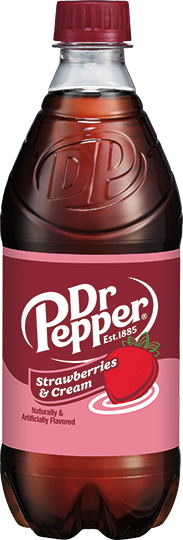 DP
Dr
Pepper®
Est. 1885
Strawberries
& Cream
Naturally &
Artificially Flavored